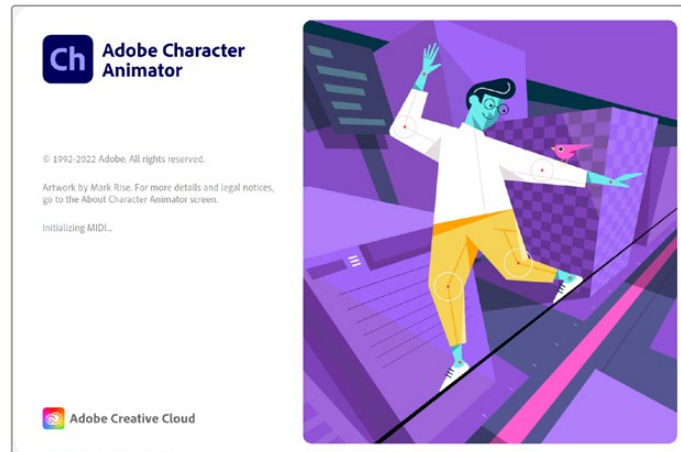 Ch
Adobe Character
Animator
© 1992-2022 Adobe. All rights reserved.
Artwork by Mark Rise. For more details and legal notices,
go to the About Character Animator screen.
Initializing MIDI...
Adobe Creative Cloud